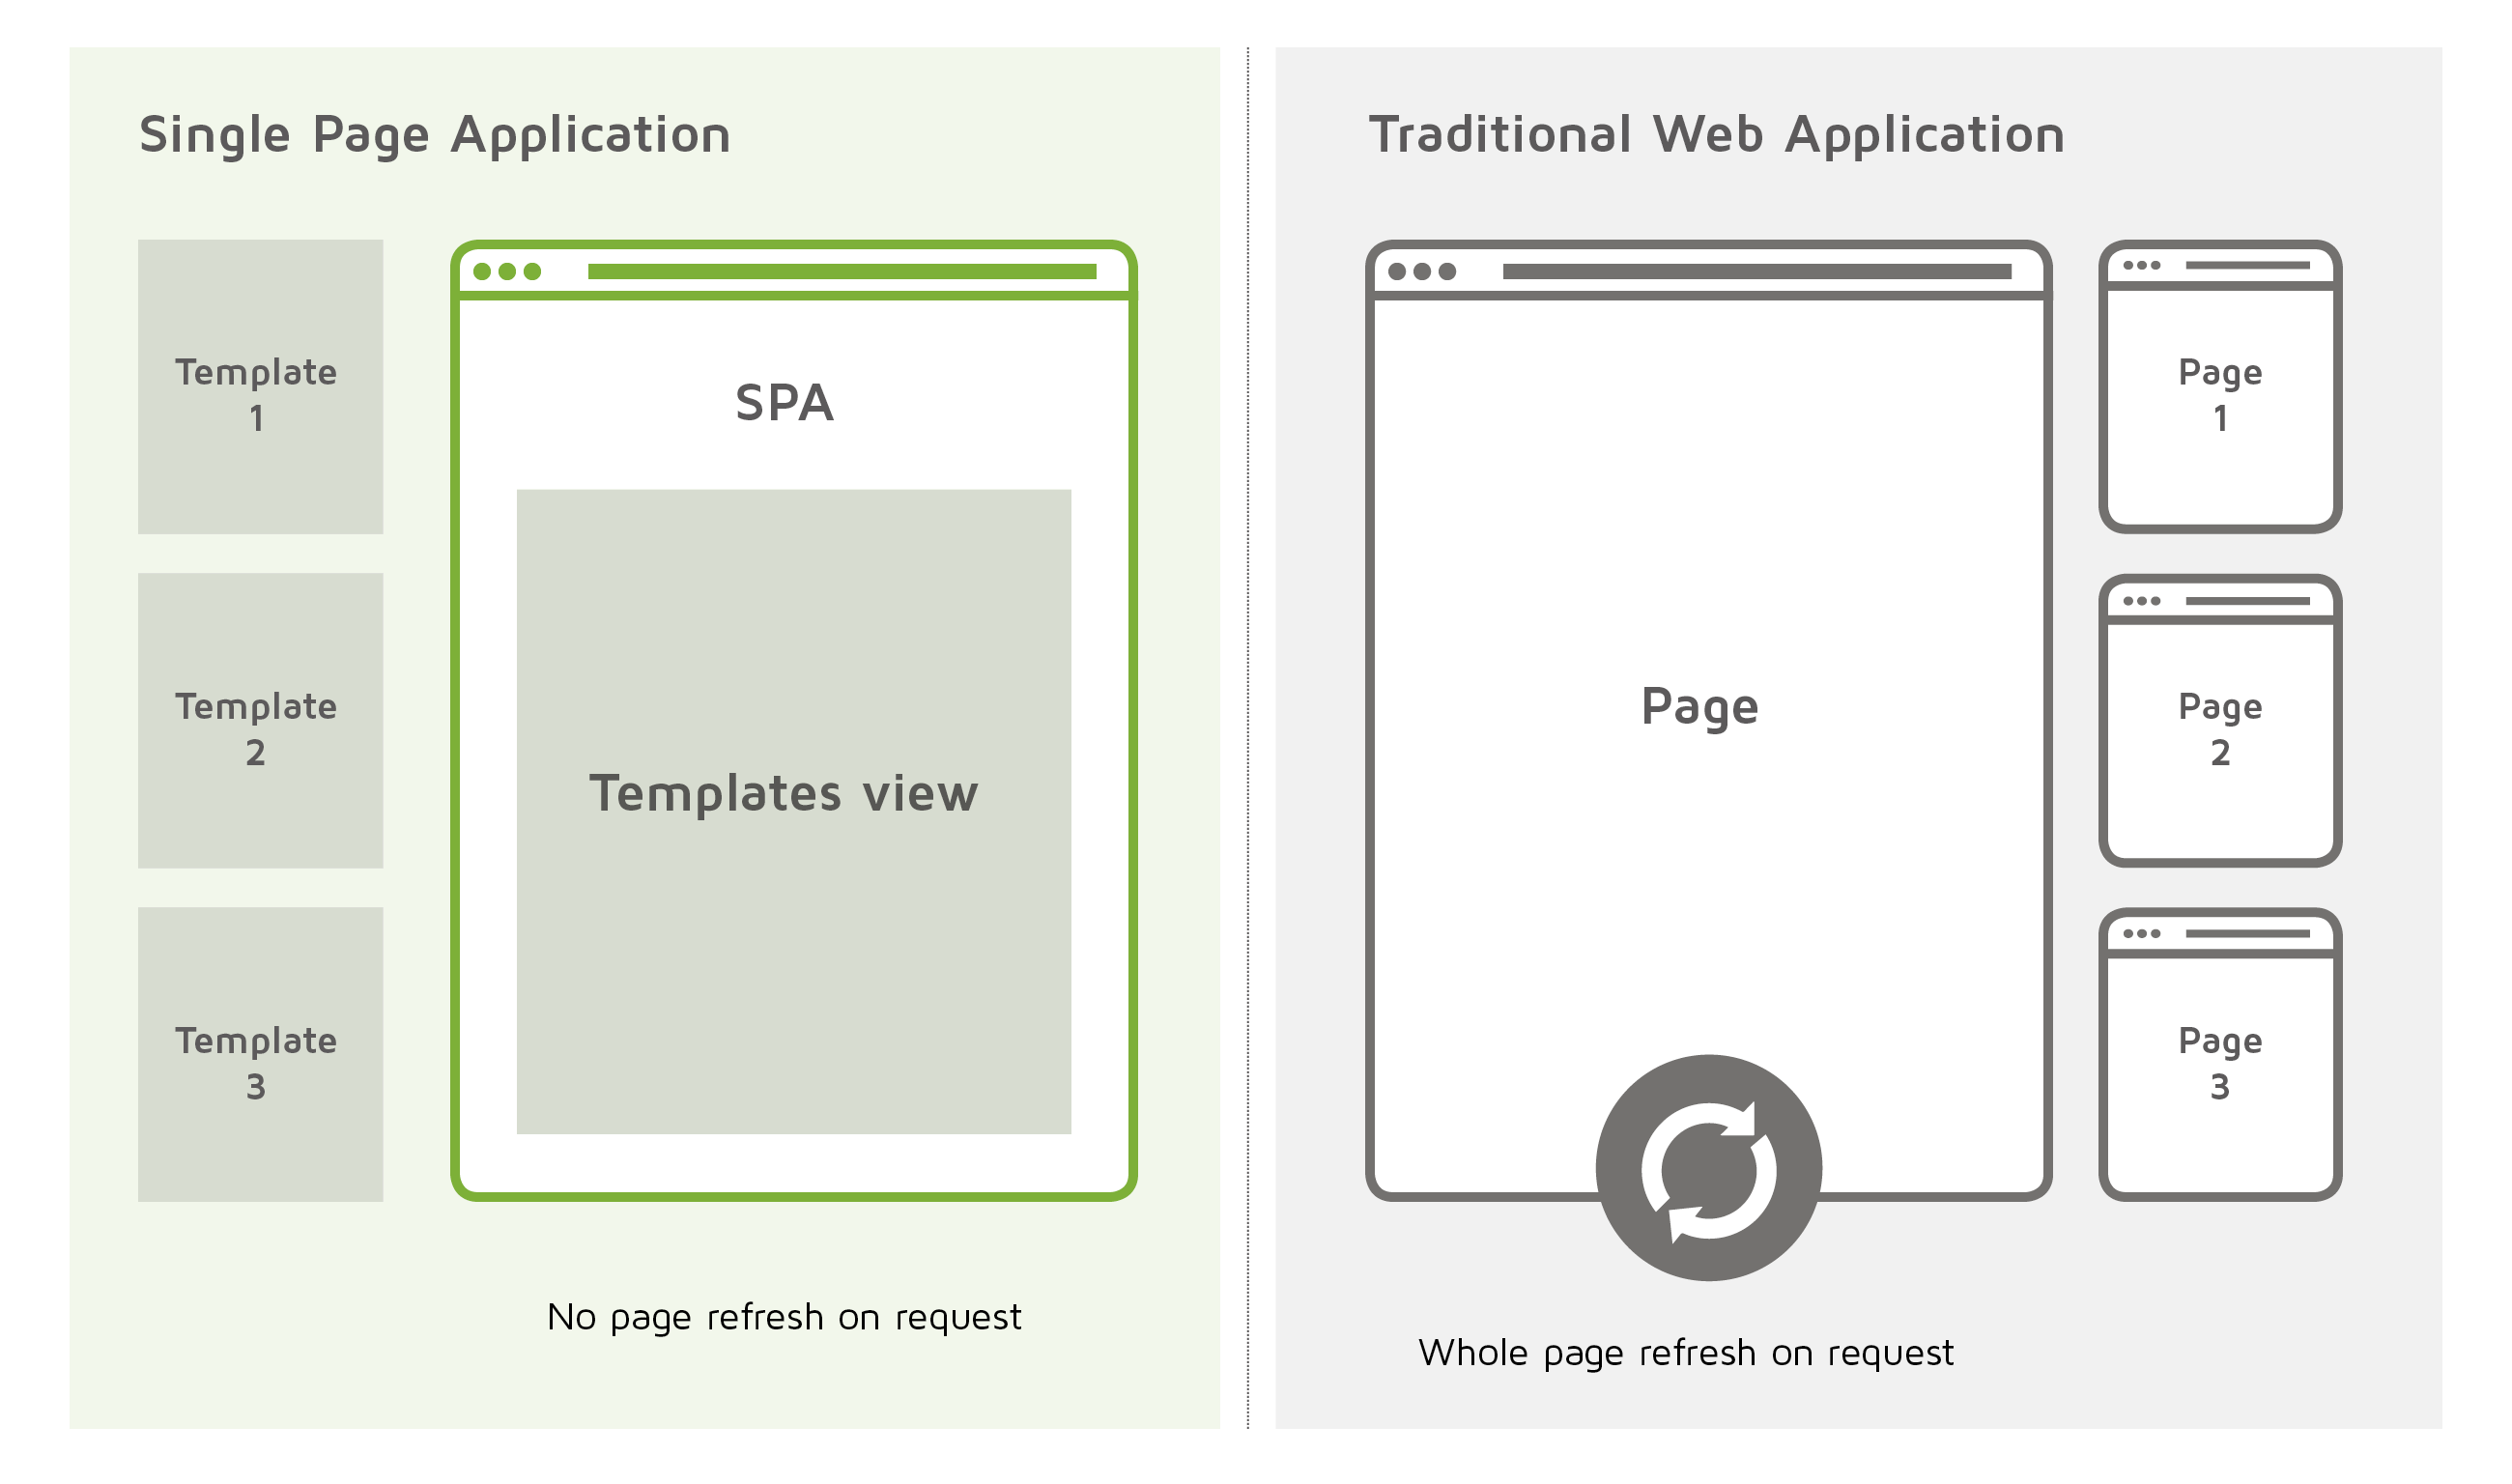 Single Page Application
Template
1
Template
2
Template
3
SPA
Templates view
No page refresh on request
Traditional Web Application
Page
Page
1
Page
2
Page
3
Whole page refresh on request